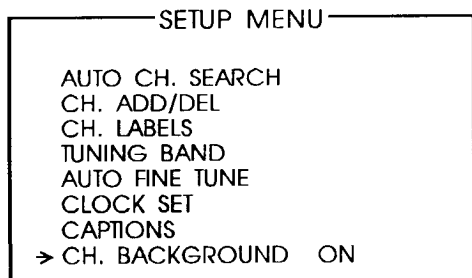 SETUP MENU
AUTO CH. SEARCH
CH. ADD/DEL
CH. LABELS
TUNING BAND
AUTO FINE TUNE
CLOCK SET
CAPTIONS
→ CH. BACKGROUND ON